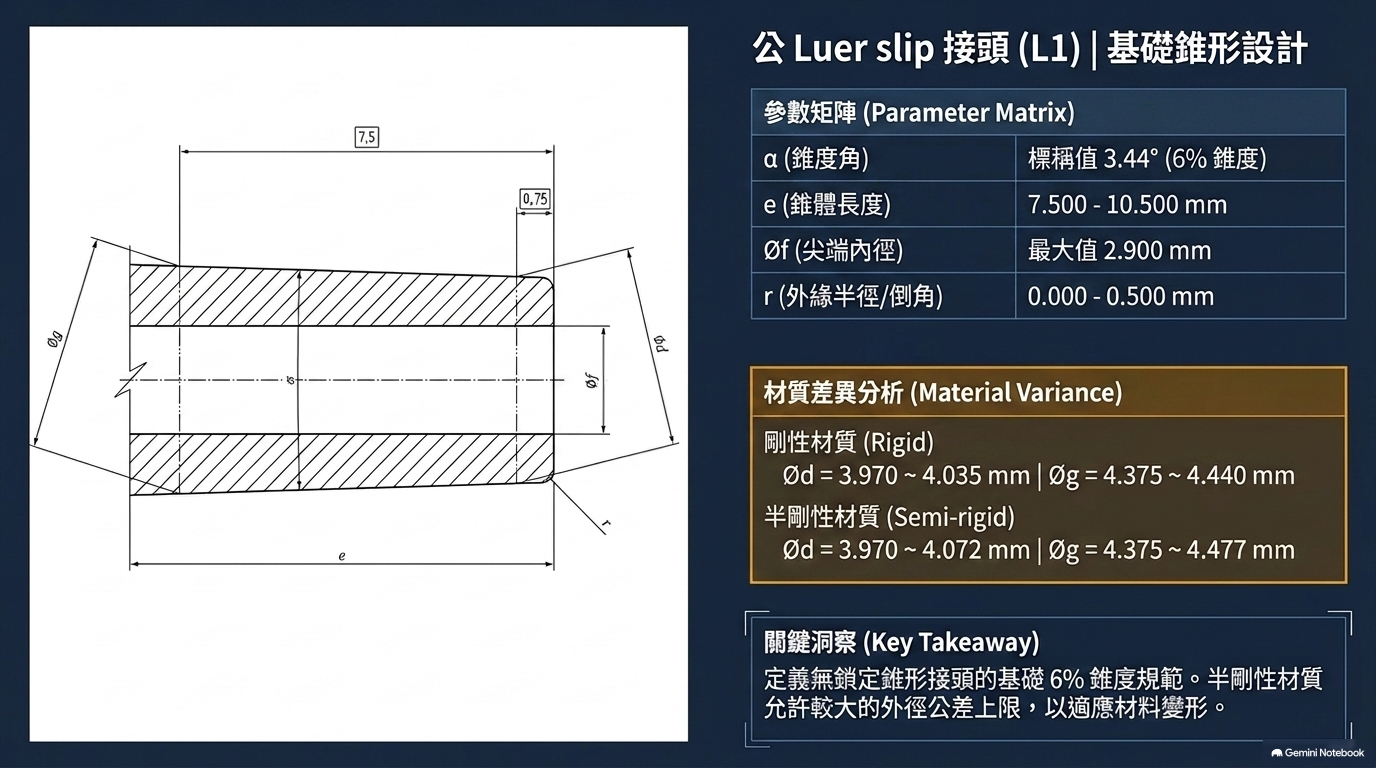 公 Luer slip 接頭 (L1) | 基礎錐形設計
7,5
0,75
Øg
Ød
Øf
e
r
參數矩陣 (Parameter Matrix)
α (錐度角) 標稱值 3.44° (6% 錐度)
e (錐體長度) 7.500 - 10.500 mm
Øf (尖端內徑) 最大值 2.900 mm
r (外緣半徑/倒角) 0.000 - 0.500 mm
材質差異分析 (Material Variance)
剛性材質 (Rigid)
Ød = 3.970 ~ 4.035 mm | Øg = 4.375 ~ 4.440 mm
半剛性材質 (Semi-rigid)
Ød = 3.970 ~ 4.072 mm | Øg = 4.375 ~ 4.477 mm
關鍵洞察 (Key Takeaway)
定義無鎖定錐形接頭的基礎 6% 錐度規範。半剛性材質
允許較大的外徑公差上限，以適應材料變形。
Gemini Notebook